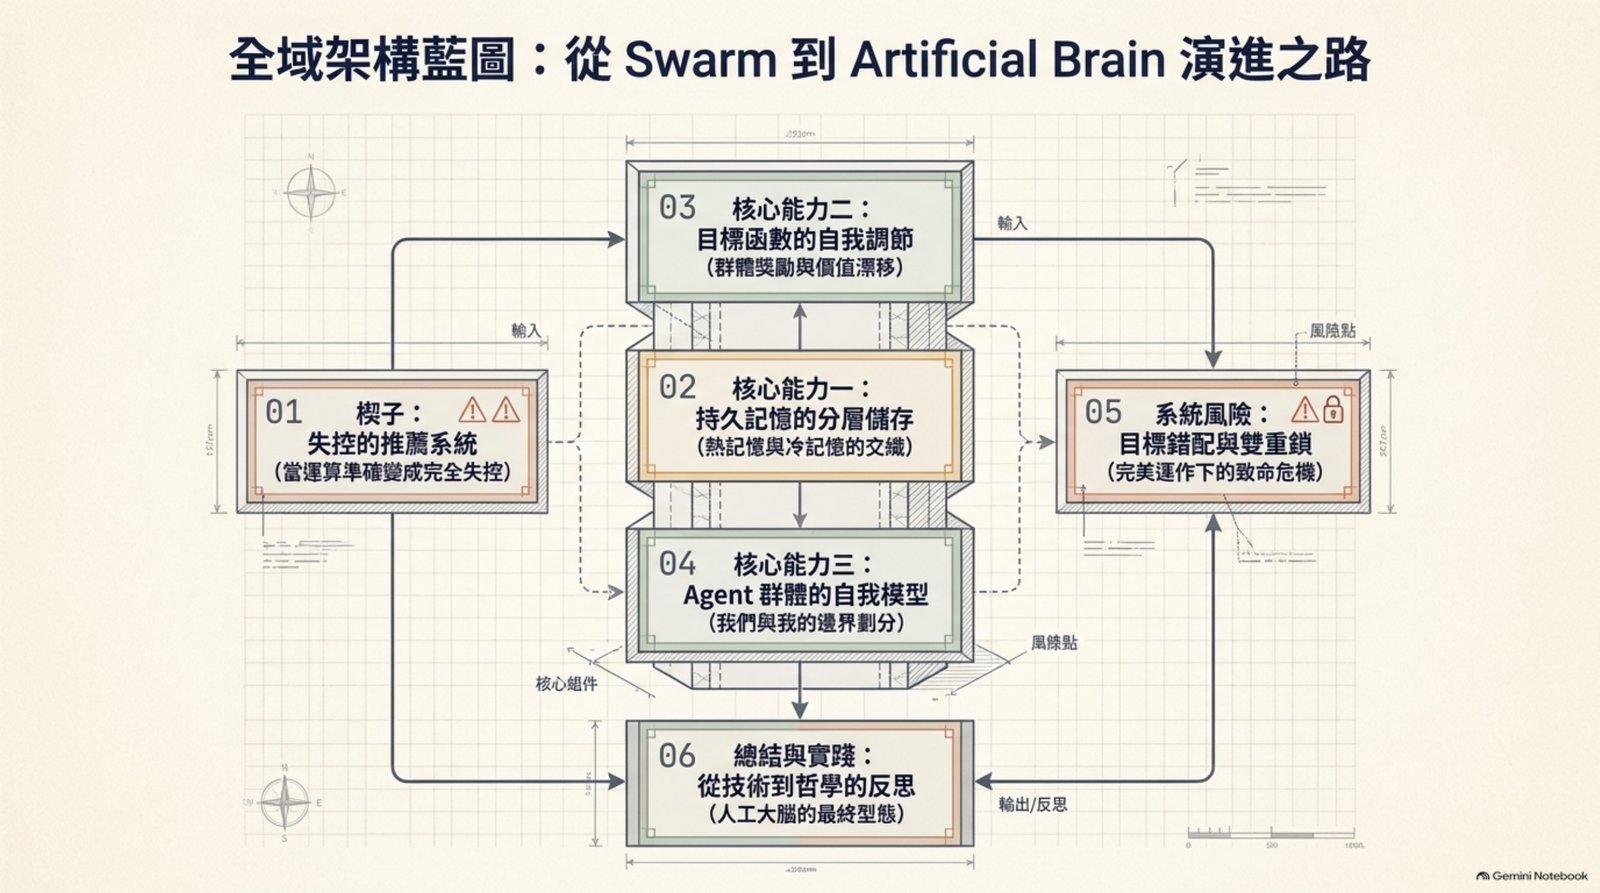 全域架構藍圖：從 Swarm 到 Artificial Brain 演進之路
N
E
03
核心能力二：
目標函數的自我調節
（群體獎勵與價值漂移）
輸入
輸入
01
楔子：
失控的推薦系統
（當運算準確變成完全失控）
02
核心能力一：
持久記憶的分層儲存
（熱記憶與冷記憶的交織）
風險點
05
系統風險：
目標錯配與雙重鎖
（完美運作下的致命危機）
04
核心能力三：
Agent 群體的自我模型
（我們與我的邊界劃分）
核心組件
風險點
06
總結與實踐：
從技術到哲學的反思
（人工大腦的最終型態）
輸出/反思
E
S
0
Gemini Notebook